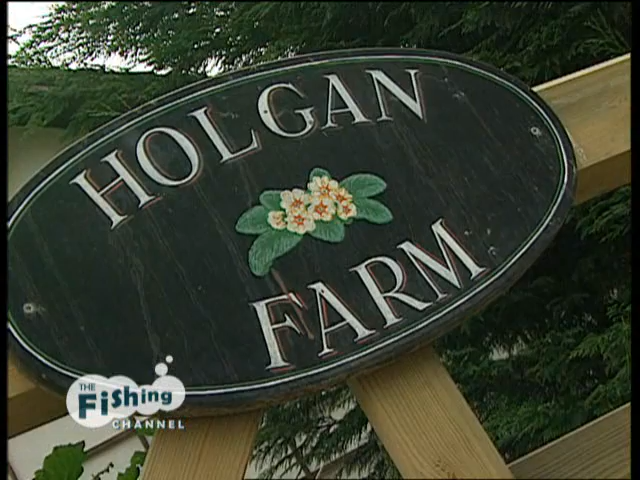 HOLGAN
FARM
THE
Fishing
CHANNEL